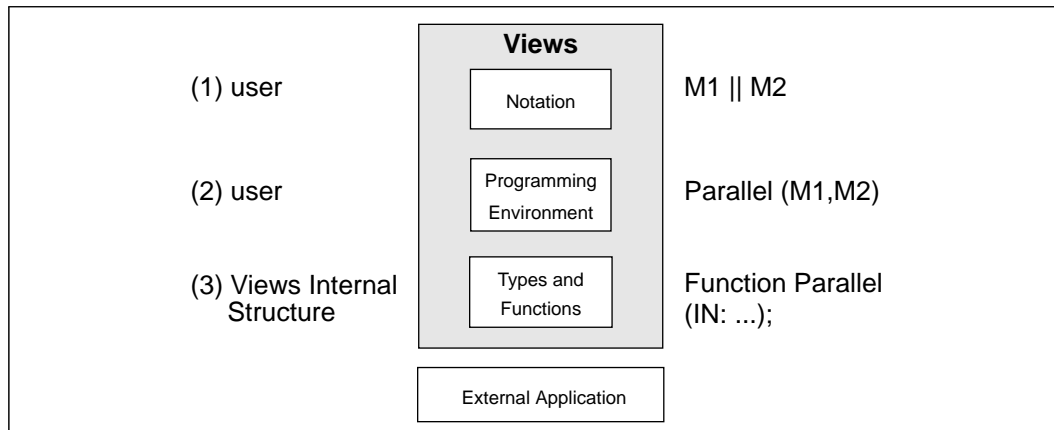 Views
(1) user
Notation
M1 || M2
(2) user
Programming
Environment
Parallel (M1,M2)
(3) Views Internal
Structure
Types and
Functions
Function Parallel
(IN: ...);
External Application